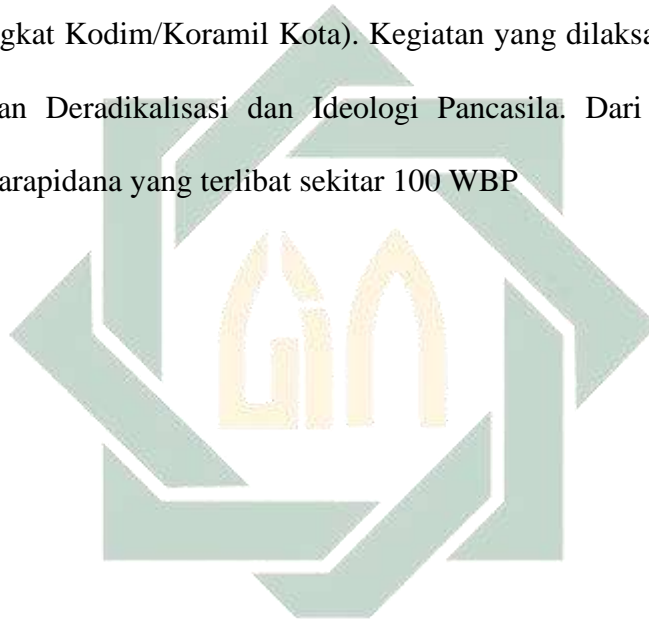 gkat Kodim/Koramil Kota). Kegiatan yang dilaksa
an Deradikalisasi dan Ideologi Pancasila. Dari
arapidana yang terlibat sekitar 100 WBP